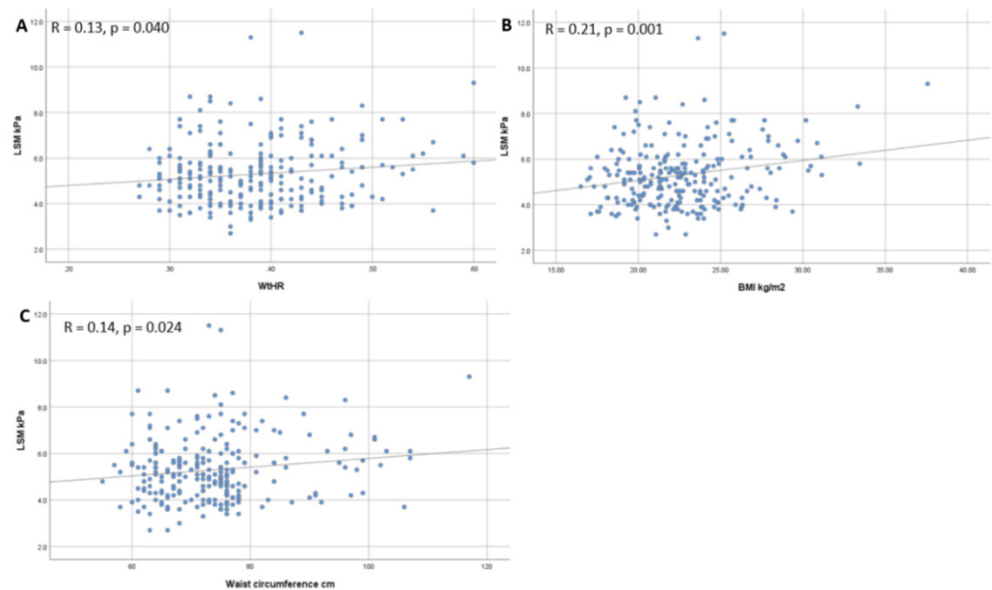 A
R = 0.13, p = 0.040
12.0
10.0
8.0
6.0
4.0
2.0
LSM kPa
.20
.30
.40
.50
.60
WtHR
B
R = 0.21, p = 0.001
12.0
10.0
8.0
6.0
4.0
2.0
LSM kPa
15.00
20.00
25.00
30.00
35.00
40.00
BMI kg/m2
C
R = 0.14, p = 0.024
12.0
10.0
8.0
6.0
4.0
2.0
LSM kPa
60
80
100
120
Waist circumference cm